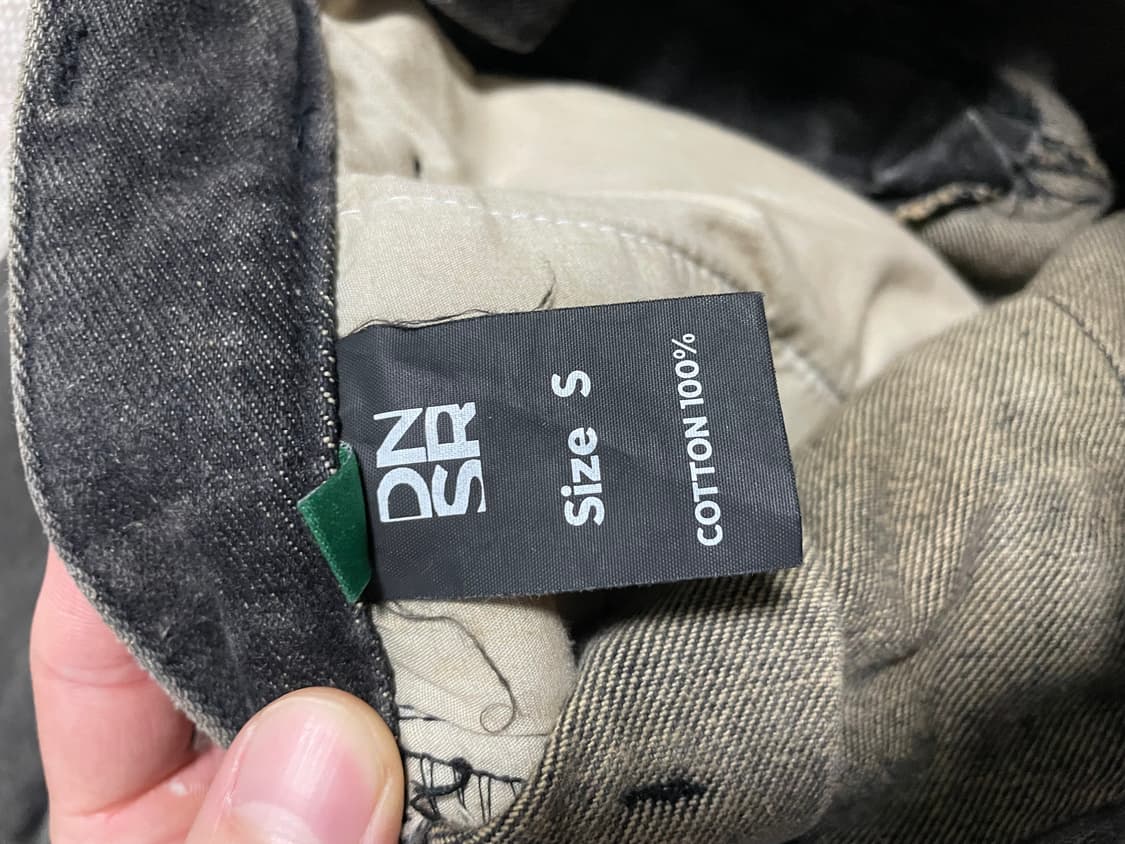 DN
SR
Size S
COTTON 100%